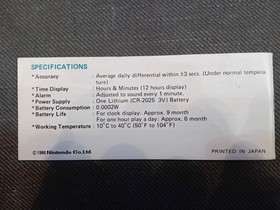 SPECIFICATIONS
* Accuracy : Average daily differential within ±3 secs. (Under normal tempera-
ture)
* Time Display : Hours & Minutes (12 hours display)
* Alarm : Adjusted to sound every 1 minute.
* Power Supply : One Lithium (CR-2025 3V) Battery
* Battery Consumption : 0.0002W
* Battery Life : For clock display: Approx. 9 month
For one hour play a day: Approx. 6 month
* Working Temperature : 10°C to 40°C (50°F to 104°F)
Nintendo Co., Ltd.
PRINTED IN JAPAN